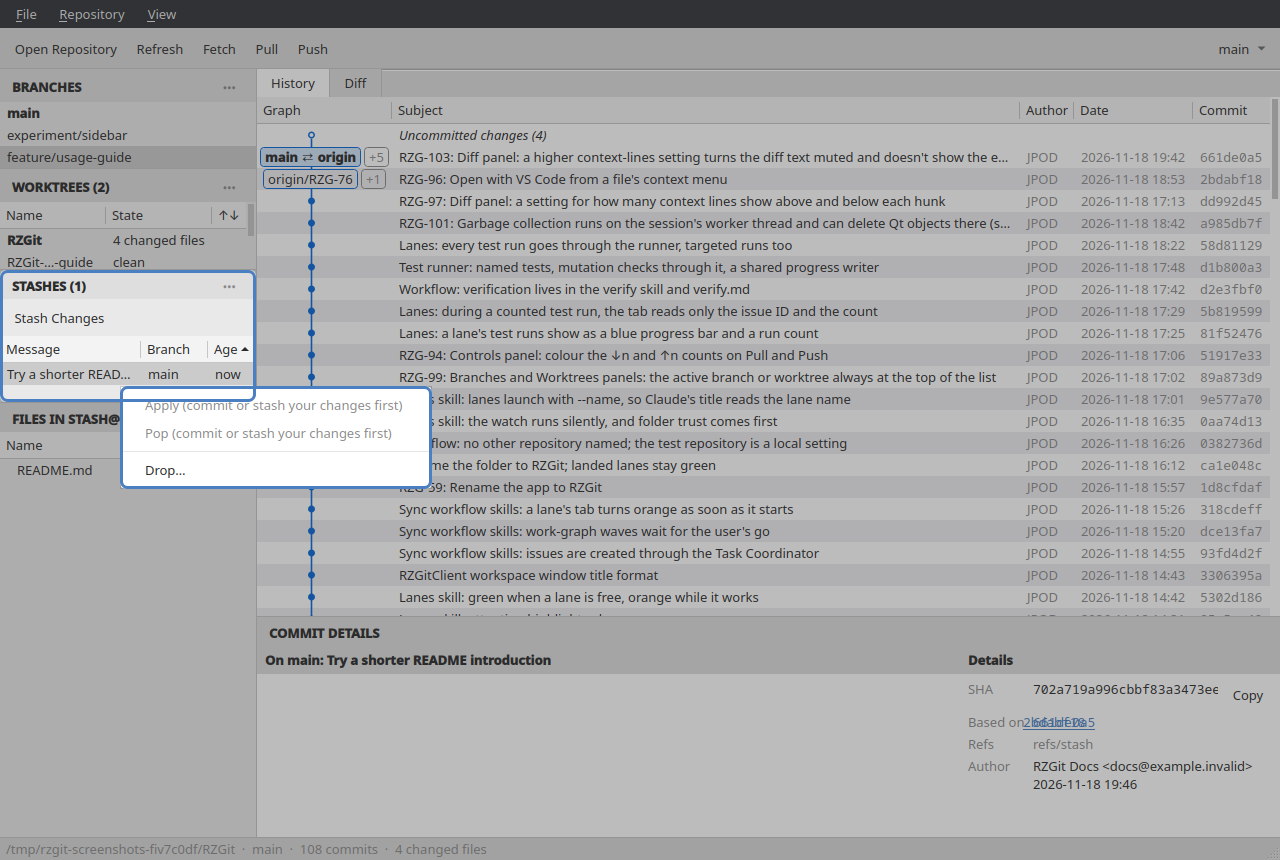 File Repository View
Open Repository Refresh Fetch Pull Push main
BRANCHES ···
main
experiment/sidebar
feature/usage-guide
WORKTREES (2) ···
Name State ↑↓
RZGit 4 changed files
RZGit-...-guide clean
STASHES (1) ···
Stash Changes
Message Branch Age
Try a shorter READ... main now
Apply (commit or stash your changes first)
Pop (commit or stash your changes first)
Drop...
FILES IN STASH@
Name
README.md
History Diff
Graph Subject Author Date Commit
Uncommitted changes (4)
main ⇄ origin +5 RZG-103: Diff panel: a higher context-lines setting turns the diff text muted and doesn't show the e... JPOD 2026-11-18 19:42 661de0a5
origin/RZG-76 +1 RZG-96: Open with VS Code from a file's context menu JPOD 2026-11-18 18:53 2bdabf18
RZG-97: Diff panel: a setting for how many context lines show above and below each hunk JPOD 2026-11-18 17:13 dd992d45
RZG-101: Garbage collection runs on the session's worker thread and can delete Qt objects there (s... JPOD 2026-11-18 18:42 a985db7f
Lanes: every test run goes through the runner, targeted runs too JPOD 2026-11-18 18:22 58d81129
Test runner: named tests, mutation checks through it, a shared progress writer JPOD 2026-11-18 17:48 d1b800a3
Workflow: verification lives in the verify skill and verify.md JPOD 2026-11-18 17:42 d2e3fbf0
Lanes: during a counted test run, the tab reads only the issue ID and the count JPOD 2026-11-18 17:29 5b819599
Lanes: a lane's test runs show as a blue progress bar and a run count JPOD 2026-11-18 17:25 81f52476
RZG-94: Controls panel: colour the ↓n and ↑n counts on Pull and Push JPOD 2026-11-18 17:06 51917e33
RZG-99: Branches and Worktrees panels: the active branch or worktree always at the top of the list JPOD 2026-11-18 17:02 89a873d9
skill: lanes launch with --name, so Claude's title reads the lane name JPOD 2026-11-18 17:01 9e577a70
skill: the watch runs silently, and folder trust comes first JPOD 2026-11-18 16:35 0aa74d13
flow: no other repository named; the test repository is a local setting JPOD 2026-11-18 16:26 0382736d
me the folder to RZGit; landed lanes stay green JPOD 2026-11-18 16:12 ca1e048c
RZG-69: Rename the app to RZGit JPOD 2026-11-18 15:57 1d8cfdaf
Sync workflow skills: a lane's tab turns orange as soon as it starts JPOD 2026-11-18 15:26 318cdeff
Sync workflow skills: work-graph waves wait for the user's go JPOD 2026-11-18 15:20 dce13fa7
Sync workflow skills: issues are created through the Task Coordinator JPOD 2026-11-18 14:55 93fd4d2f
RZGitClient workspace window title format JPOD 2026-11-18 14:43 3306395a
Lanes skill: green when a lane is free, orange while it works JPOD 2026-11-18 14:42 5302d186
COMMIT DETAILS
On main: Try a shorter README introduction
Details
SHA 702a719a996cbbf83a3473ee Copy
Based on
Refs refs/stash
Author RZGit Docs <docs@example.invalid>
2026-11-18 19:46
/tmp/rzgit-screenshots-fiv7c0df/RZGit · main · 108 commits · 4 changed files